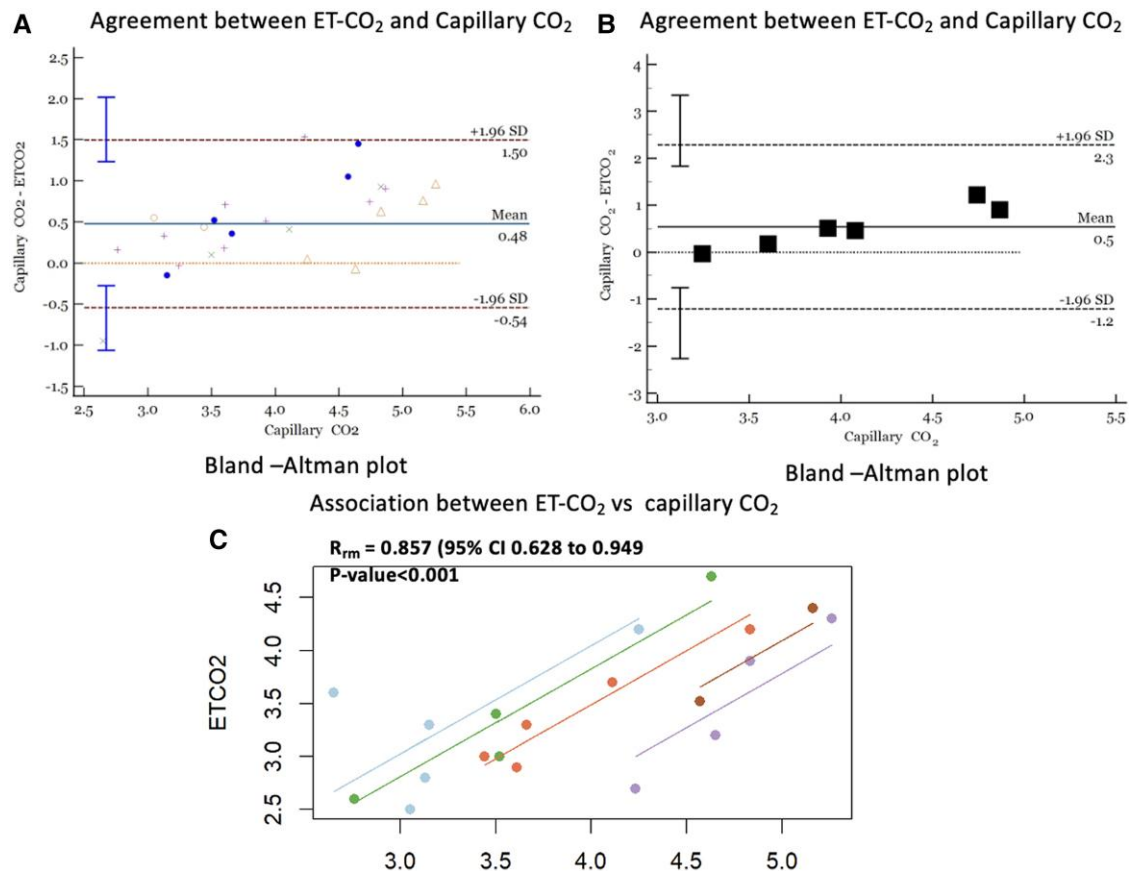 A
Agreement between ET-CO₂ and Capillary CO₂
2.5
2.0
1.5
1.0
0.5
0.0
-0.5
-1.0
-1.5
Capillary CO2 - ETCO2
+1.96 SD
1.50
Mean
0.48
-1.96 SD
-0.54
2.5 3.0 3.5 4.0 4.5 5.0 5.5 6.0
Capillary CO2
Bland –Altman plot
B
Agreement between ET-CO₂ and Capillary CO₂
4
3
2
1
0
-1
-2
-3
Capillary CO₂ - ETCO₂
+1.96 SD
2.3
Mean
0.5
-1.96 SD
-1.2
3.0 3.5 4.0 4.5 5.0 5.5
Capillary CO₂
Bland –Altman plot
Association between ET-CO₂ vs capillary CO₂
C
Rrm = 0.857 (95% CI 0.628 to 0.949
P-value<0.001
4.5
4.0
3.5
3.0
2.5
ETCO2
3.0 3.5 4.0 4.5 5.0